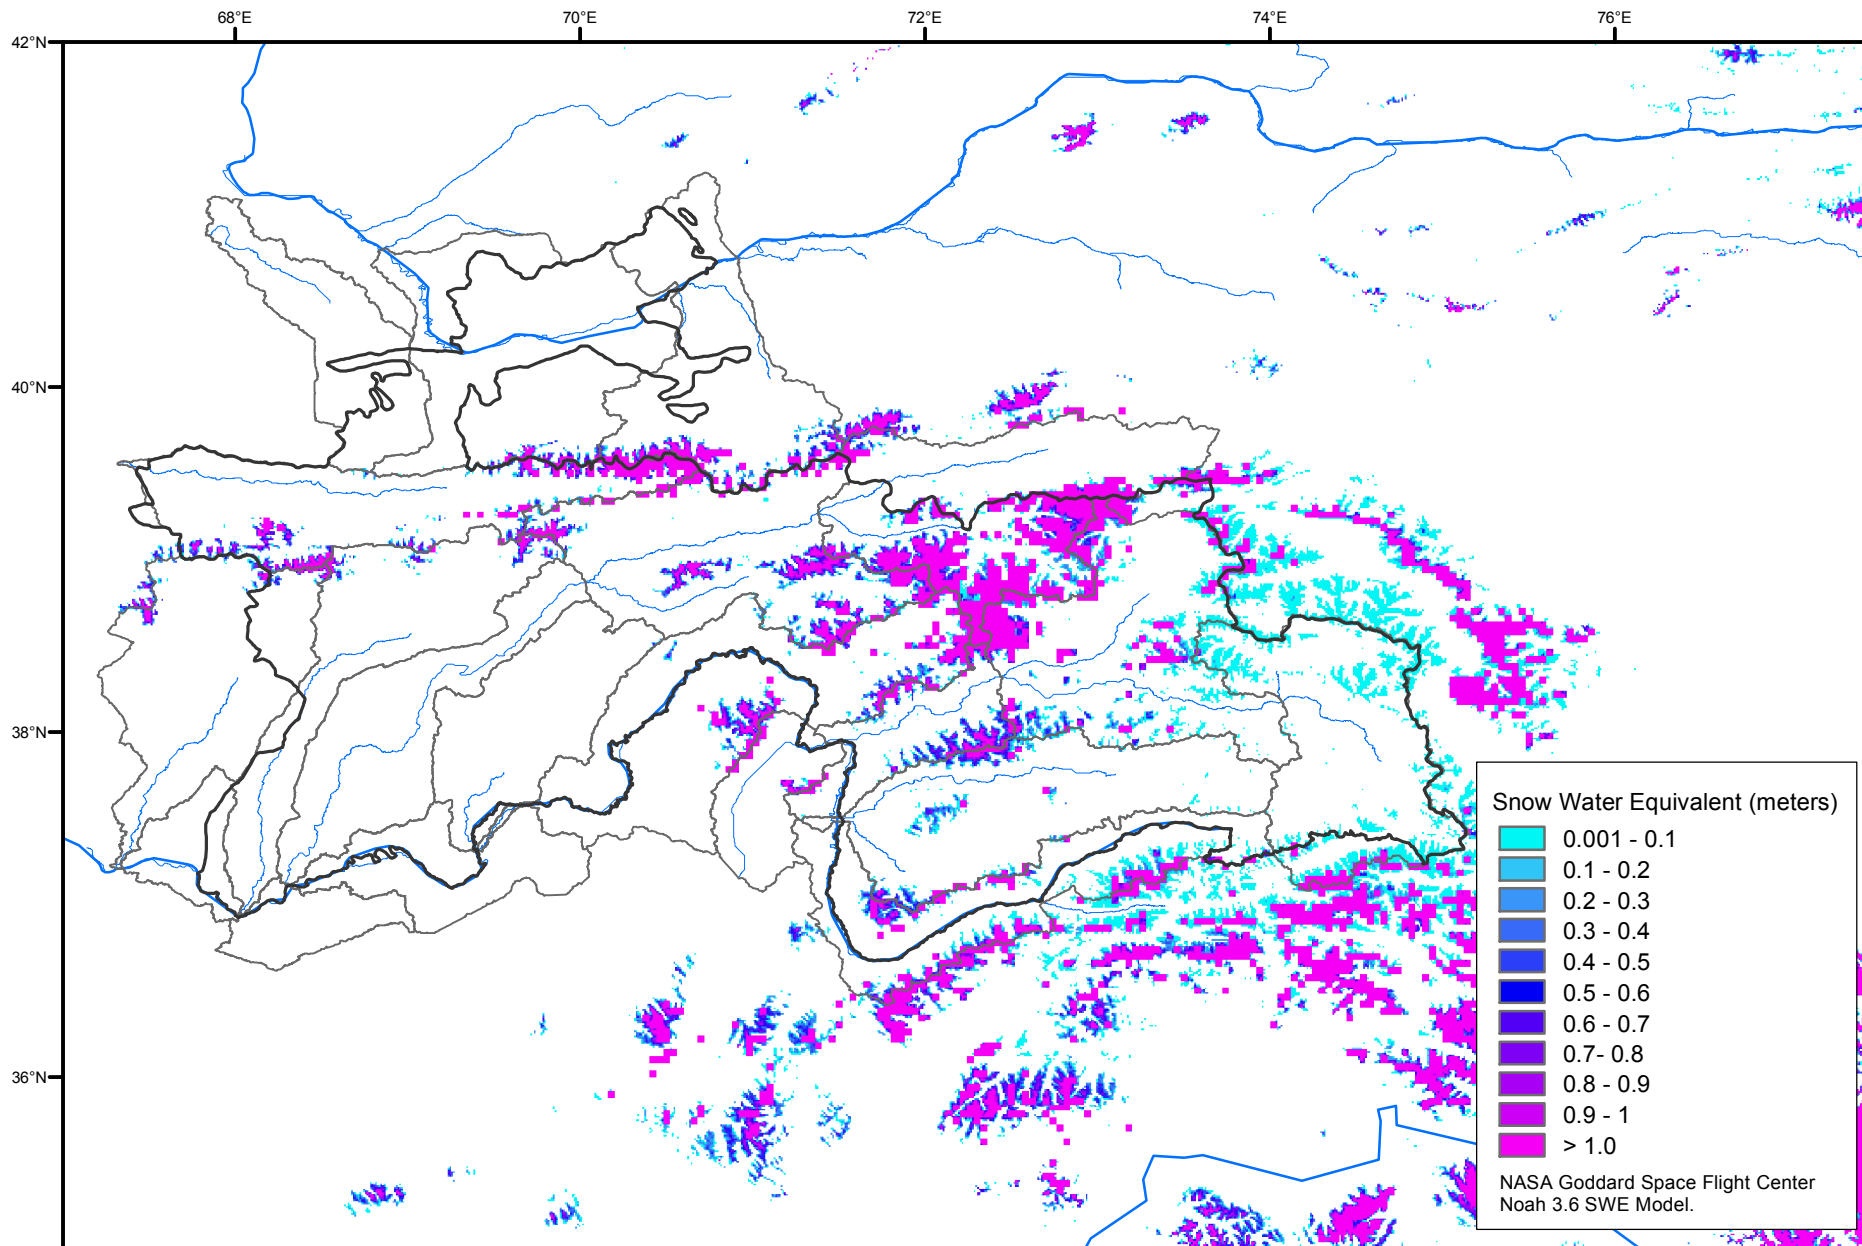 68°E 70°E 72°E 74°E 76°E
42°N
40°N
38°N
36°N
Snow Water Equivalent (meters)
0.001 - 0.1
0.1 - 0.2
0.2 - 0.3
0.3 - 0.4
0.4 - 0.5
0.5 - 0.6
0.6 - 0.7
0.7- 0.8
0.8 - 0.9
0.9 - 1
> 1.0
NASA Goddard Space Flight Center
Noah 3.6 SWE Model.